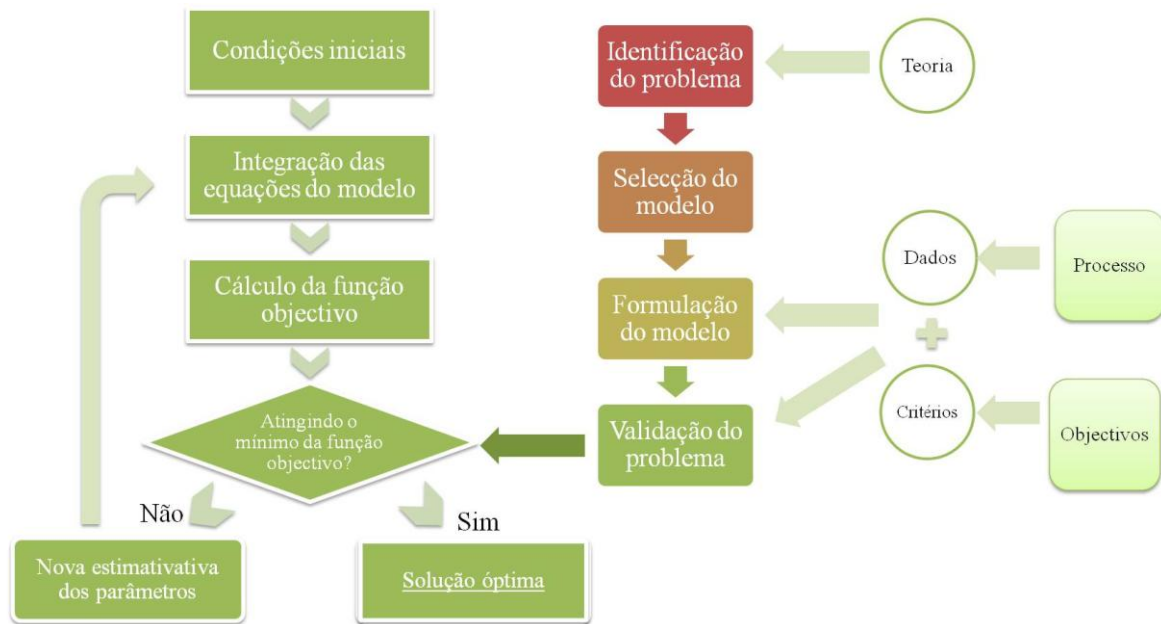 Condições iniciais
Integração das
equações do modelo
Cálculo da função
objectivo
Atingindo o
mínimo da função
objectivo?
Não
Sim
Nova estimativativa
dos parâmetros
Solução óptima
Identificação
do problema
Selecção do
modelo
Formulação
do modelo
Validação do
problema
Teoria
Dados
Critérios
Processo
Objectivos